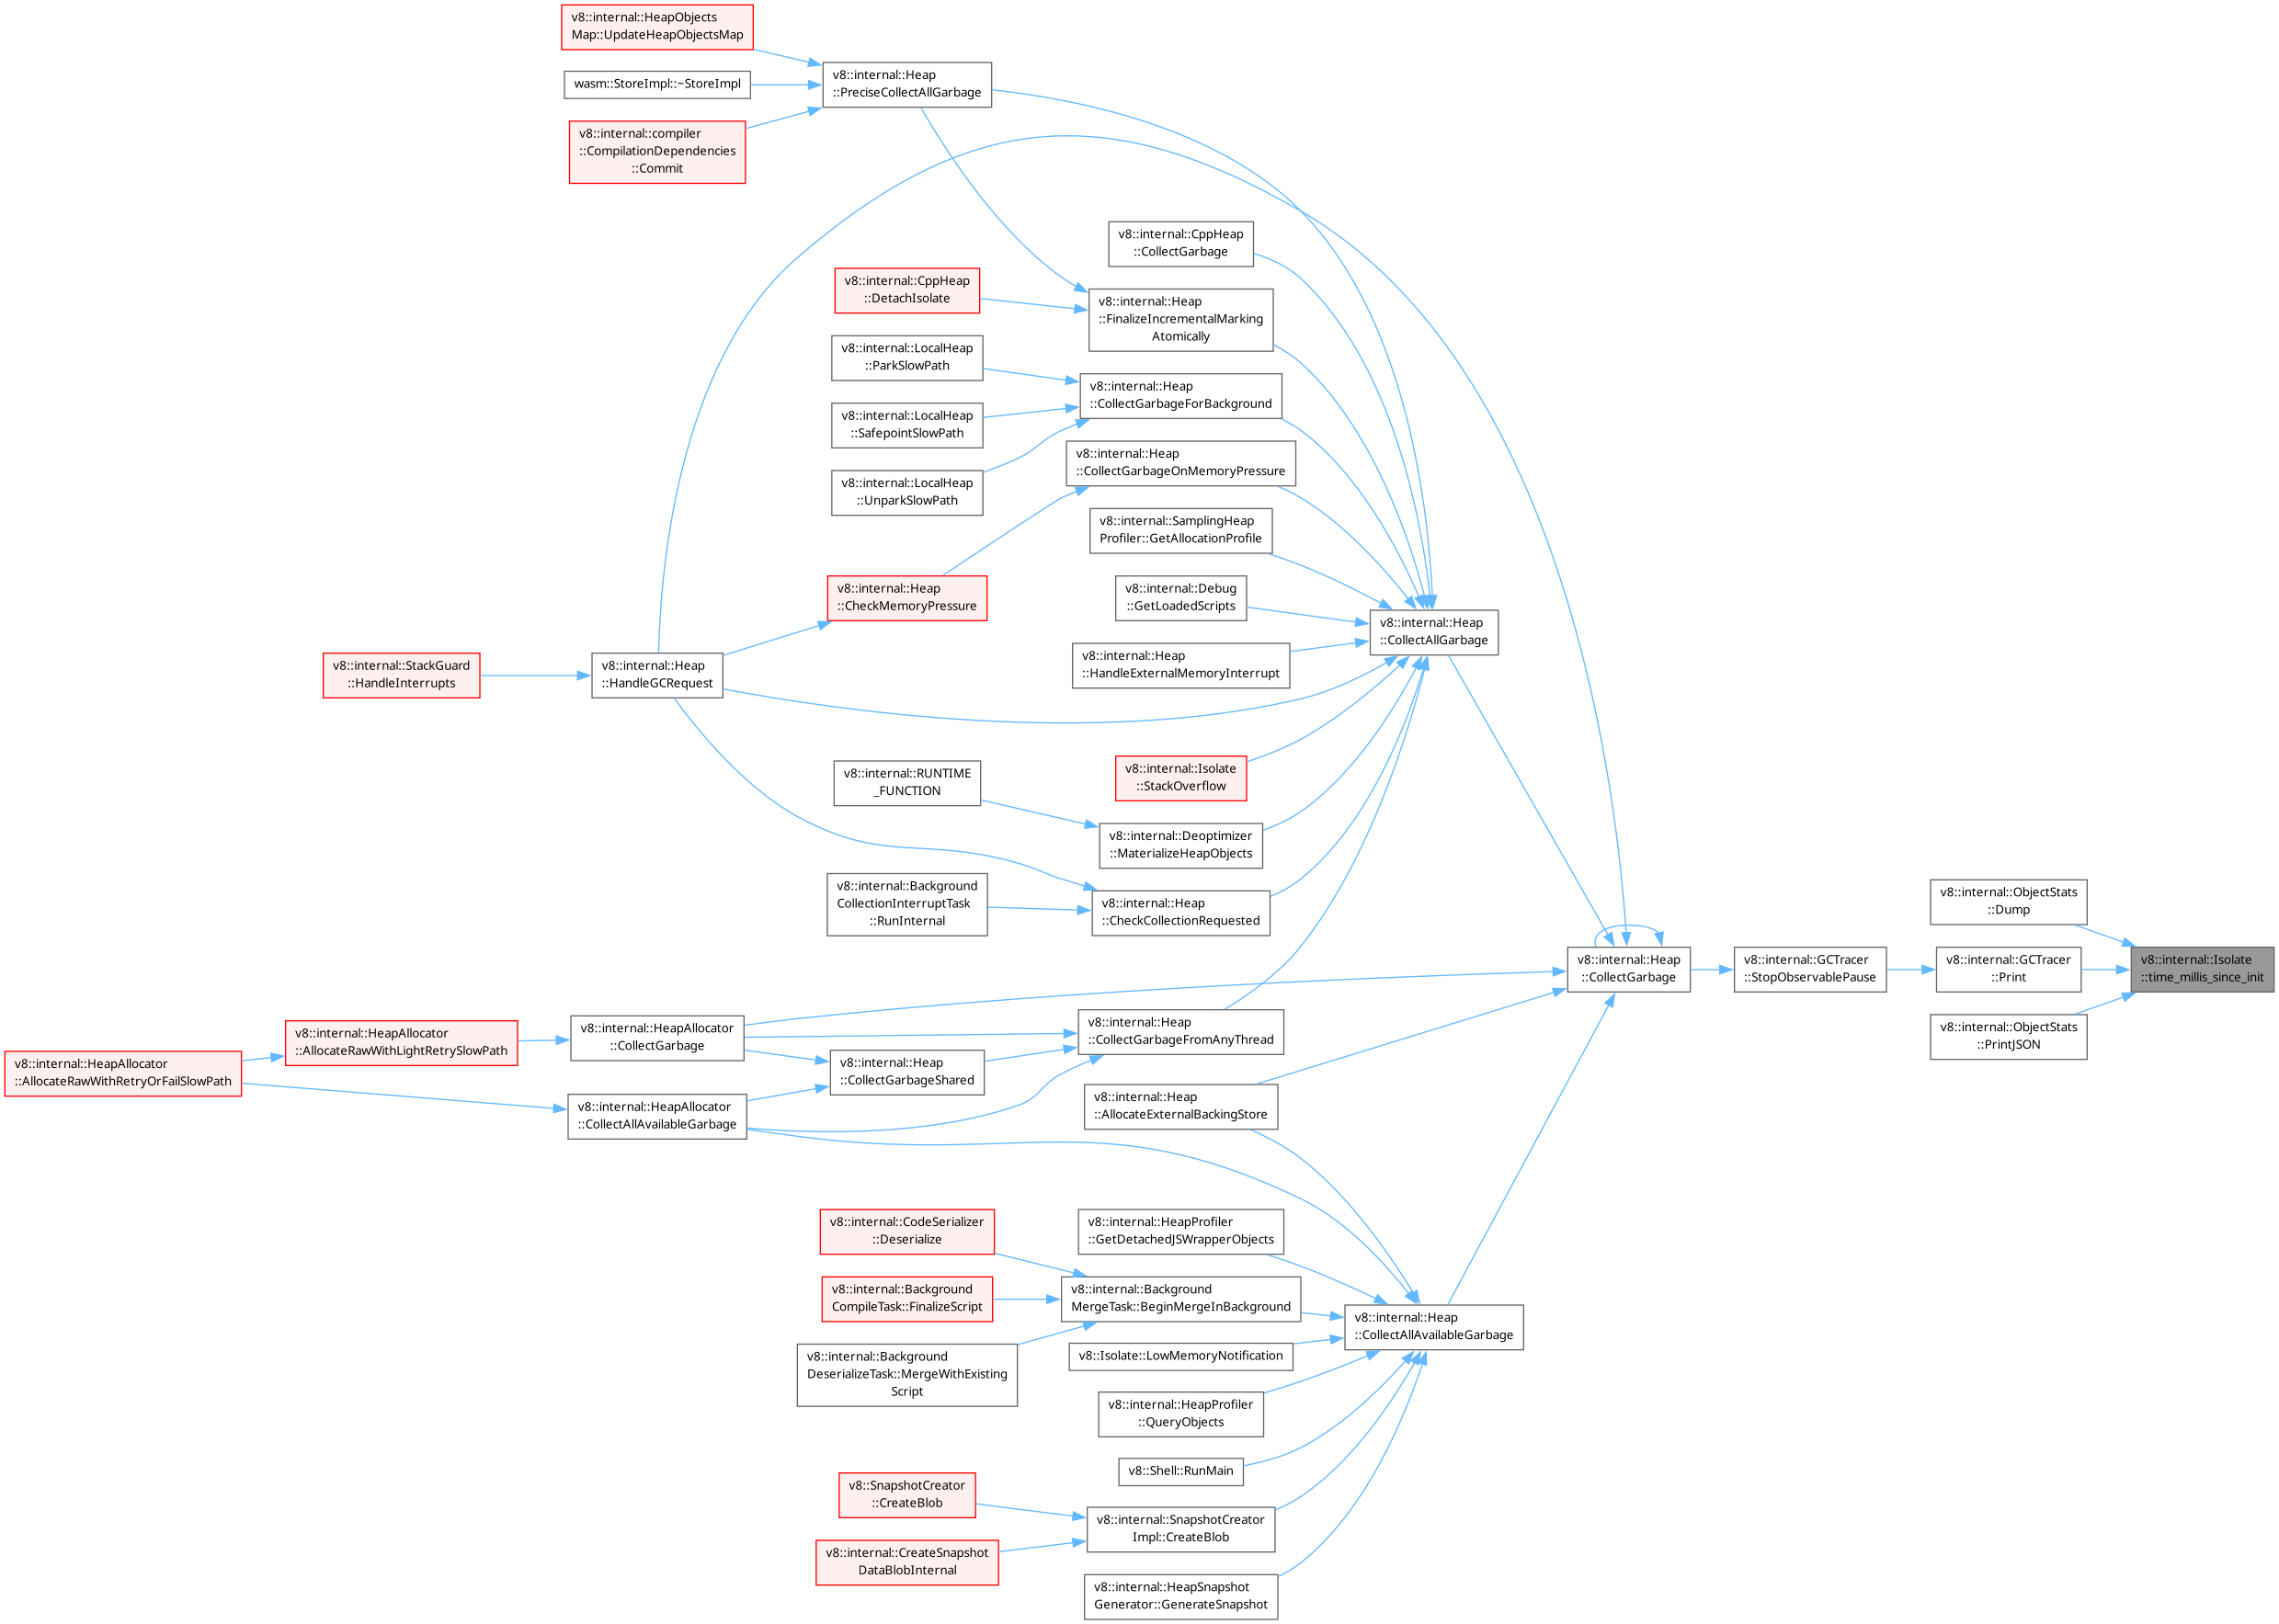 v8::internal::HeapObjects
Map::UpdateHeapObjectsMap
wasm::StoreImpl::~StoreImpl
v8::internal::compiler
::CompilationDependencies
::Commit
v8::internal::Heap
::PreciseCollectAllGarbage
v8::internal::CppHeap
::CollectGarbage
v8::internal::CppHeap
::DetachIsolate
v8::internal::Heap
::FinalizeIncrementalMarking
Atomically
v8::internal::LocalHeap
::ParkSlowPath
v8::internal::Heap
::CollectGarbageForBackground
v8::internal::LocalHeap
::SafepointSlowPath
v8::internal::LocalHeap
::UnparkSlowPath
v8::internal::Heap
::CollectGarbageOnMemoryPressure
v8::internal::SamplingHeap
Profiler::GetAllocationProfile
v8::internal::Heap
::CheckMemoryPressure
v8::internal::Debug
::GetLoadedScripts
v8::internal::Heap
::CollectAllGarbage
v8::internal::StackGuard
::HandleInterrupts
v8::internal::Heap
::HandleGCRequest
v8::internal::Heap
::HandleExternalMemoryInterrupt
v8::internal::Isolate
::StackOverflow
v8::internal::RUNTIME
_FUNCTION
v8::internal::Deoptimizer
::MaterializeHeapObjects
v8::internal::Background
CollectionInterruptTask
::RunInternal
v8::internal::Heap
::CheckCollectionRequested
v8::internal::ObjectStats
::Dump
v8::internal::Heap
::CollectGarbage
v8::internal::GCTracer
::StopObservablePause
v8::internal::GCTracer
::Print
v8::internal::Isolate
::time_millis_since_init
v8::internal::ObjectStats
::PrintJSON
v8::internal::HeapAllocator
::AllocateRawWithRetryOrFailSlowPath
v8::internal::HeapAllocator
::AllocateRawWithLightRetrySlowPath
v8::internal::HeapAllocator
::CollectGarbage
v8::internal::Heap
::CollectGarbageShared
v8::internal::Heap
::CollectGarbageFromAnyThread
v8::internal::HeapAllocator
::CollectAllAvailableGarbage
v8::internal::Heap
::AllocateExternalBackingStore
v8::internal::CodeSerializer
::Deserialize
v8::internal::HeapProfiler
::GetDetachedJSWrapperObjects
v8::internal::Background
CompileTask::FinalizeScript
v8::internal::Background
MergeTask::BeginMergeInBackground
v8::internal::Heap
::CollectAllAvailableGarbage
v8::internal::Background
DeserializeTask::MergeWithExisting
Script
v8::Isolate::LowMemoryNotification
v8::internal::HeapProfiler
::QueryObjects
v8::Shell::RunMain
v8::SnapshotCreator
::CreateBlob
v8::internal::SnapshotCreator
Impl::CreateBlob
v8::internal::CreateSnapshot
DataBlobInternal
v8::internal::HeapSnapshot
Generator::GenerateSnapshot